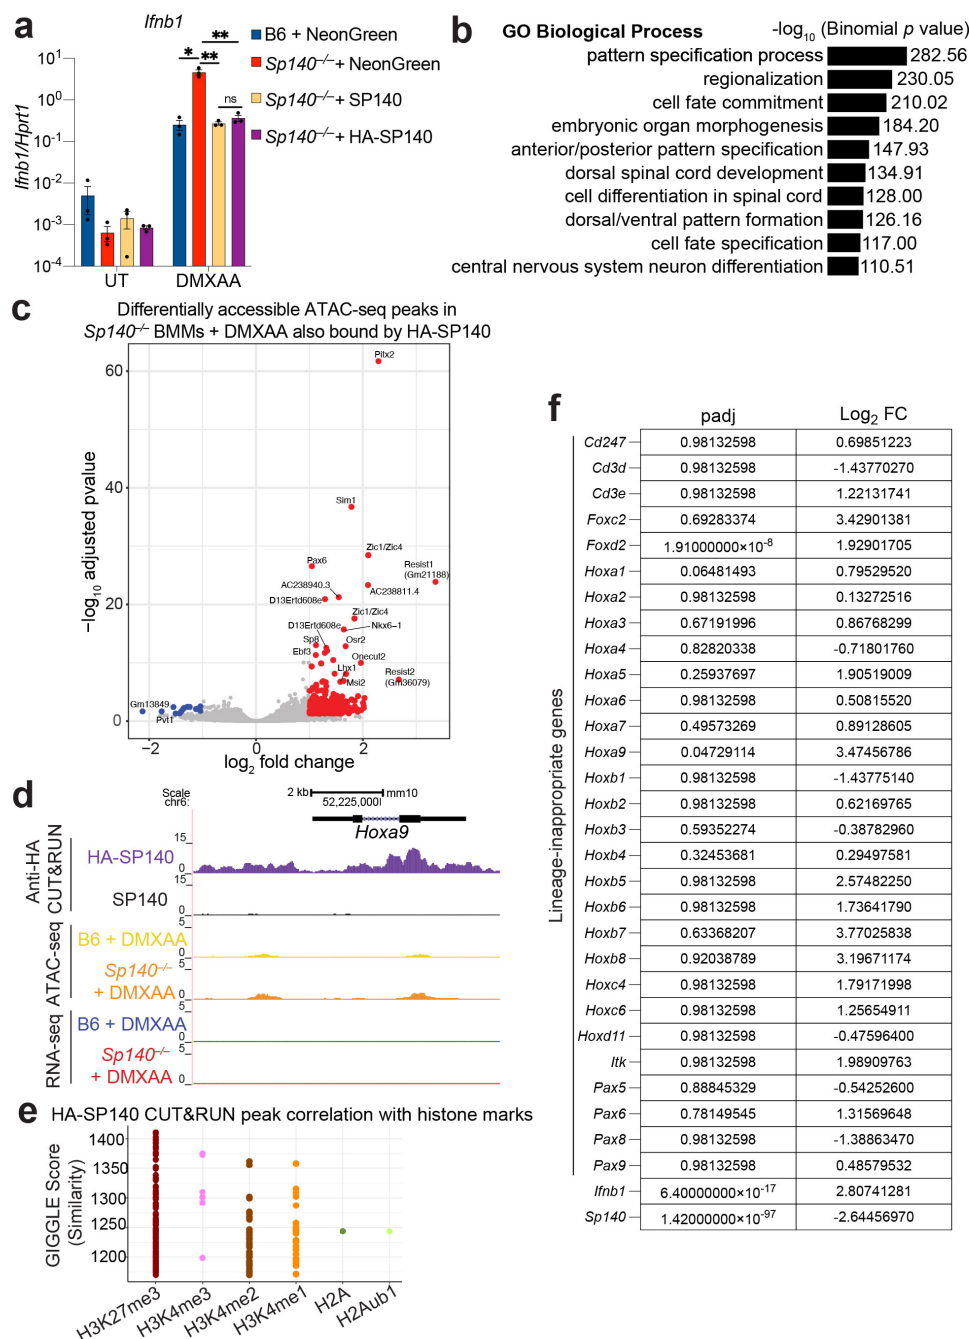 a
Ifnb1
Ifnb1/Hprt1
10^1
10^0
10^-1
10^-2
10^-3
10^-4
*
**
**
ns
UT
DMXAA
B6 + NeonGreen
Sp140–/– + NeonGreen
Sp140–/– + SP140
Sp140–/– + HA-SP140
b
GO Biological Process
-log10 (Binomial p value)
pattern specification process 282.56
regionalization 230.05
cell fate commitment 210.02
embryonic organ morphogenesis 184.20
anterior/posterior pattern specification 147.93
dorsal spinal cord development 134.91
cell differentiation in spinal cord 128.00
dorsal/ventral pattern formation 126.16
cell fate specification 117.00
central nervous system neuron differentiation 110.51
c
Differentially accessible ATAC-seq peaks in
Sp140–/– BMMs + DMXAA also bound by HA-SP140
−log10 adjusted pvalue
60
40
20
0
Pitx2
Sim1
Zic1/Zic4
Pax6
Resist1
(Gm21188)
AC238940.3
AC238811.4
D13Ertd608e
Zic1/Zic4
D13Ertd608e
Nkx6−1
Sp8
Osr2
Ebf3
Onecut2
Lhx1
Resist2
(Gm36079)
Msi2
Gm13849
Pvt1
−2
0
2
log2 fold change
d
Scale
chr6:
2 kb
mm10
52,225,000
Hoxa9
Anti-HA
CUT&RUN
15
HA-SP140
0
15
SP140
0
ATAC-seq
5
B6 + DMXAA
0
5
Sp140–/–
+ DMXAA
0
RNA-seq
5
B6 + DMXAA
0
5
Sp140–/–
+ DMXAA
0
e
HA-SP140 CUT&RUN peak correlation with histone marks
GIGGLE Score
(Similarity)
1400
1300
1250
1200
H3K27me3
H3K4me3
H3K4me2
H3K4me1
H2A
H2Aub1
f
padj Log2 FC
Lineage-inappropriate genes
Cd247 0.98132598 0.69851223
Cd3d 0.98132598 -1.43770270
Cd3e 0.98132598 1.22131741
Foxc2 0.69283374 3.42901381
Foxd2 1.91000000×10^-8 1.92901705
Hoxa1 0.06481493 0.79529520
Hoxa2 0.98132598 0.13272516
Hoxa3 0.67191996 0.86768299
Hoxa4 0.82820338 -0.71801760
Hoxa5 0.25937697 1.90519009
Hoxa6 0.98132598 0.50815520
Hoxa7 0.49573269 0.89128605
Hoxa9 0.04729114 3.47456786
Hoxb1 0.98132598 -1.43775140
Hoxb2 0.98132598 0.62169765
Hoxb3 0.59352274 -0.38782960
Hoxb4 0.32453681 0.29497581
Hoxb5 0.98132598 2.57482250
Hoxb6 0.98132598 1.73641790
Hoxb7 0.63368207 3.77025838
Hoxb8 0.92038789 3.19671174
Hoxc4 0.98132598 1.79171998
Hoxc6 0.98132598 1.25654911
Hoxd11 0.98132598 -0.47596400
Itk 0.98132598 1.98909763
Pax5 0.88845329 -0.54252600
Pax6 0.78149545 1.31569648
Pax8 0.98132598 -1.38863470
Pax9 0.98132598 0.48579532
Ifnb1 6.40000000×10^-17 2.80741281
Sp140 1.42000000×10^-97 -2.64456970